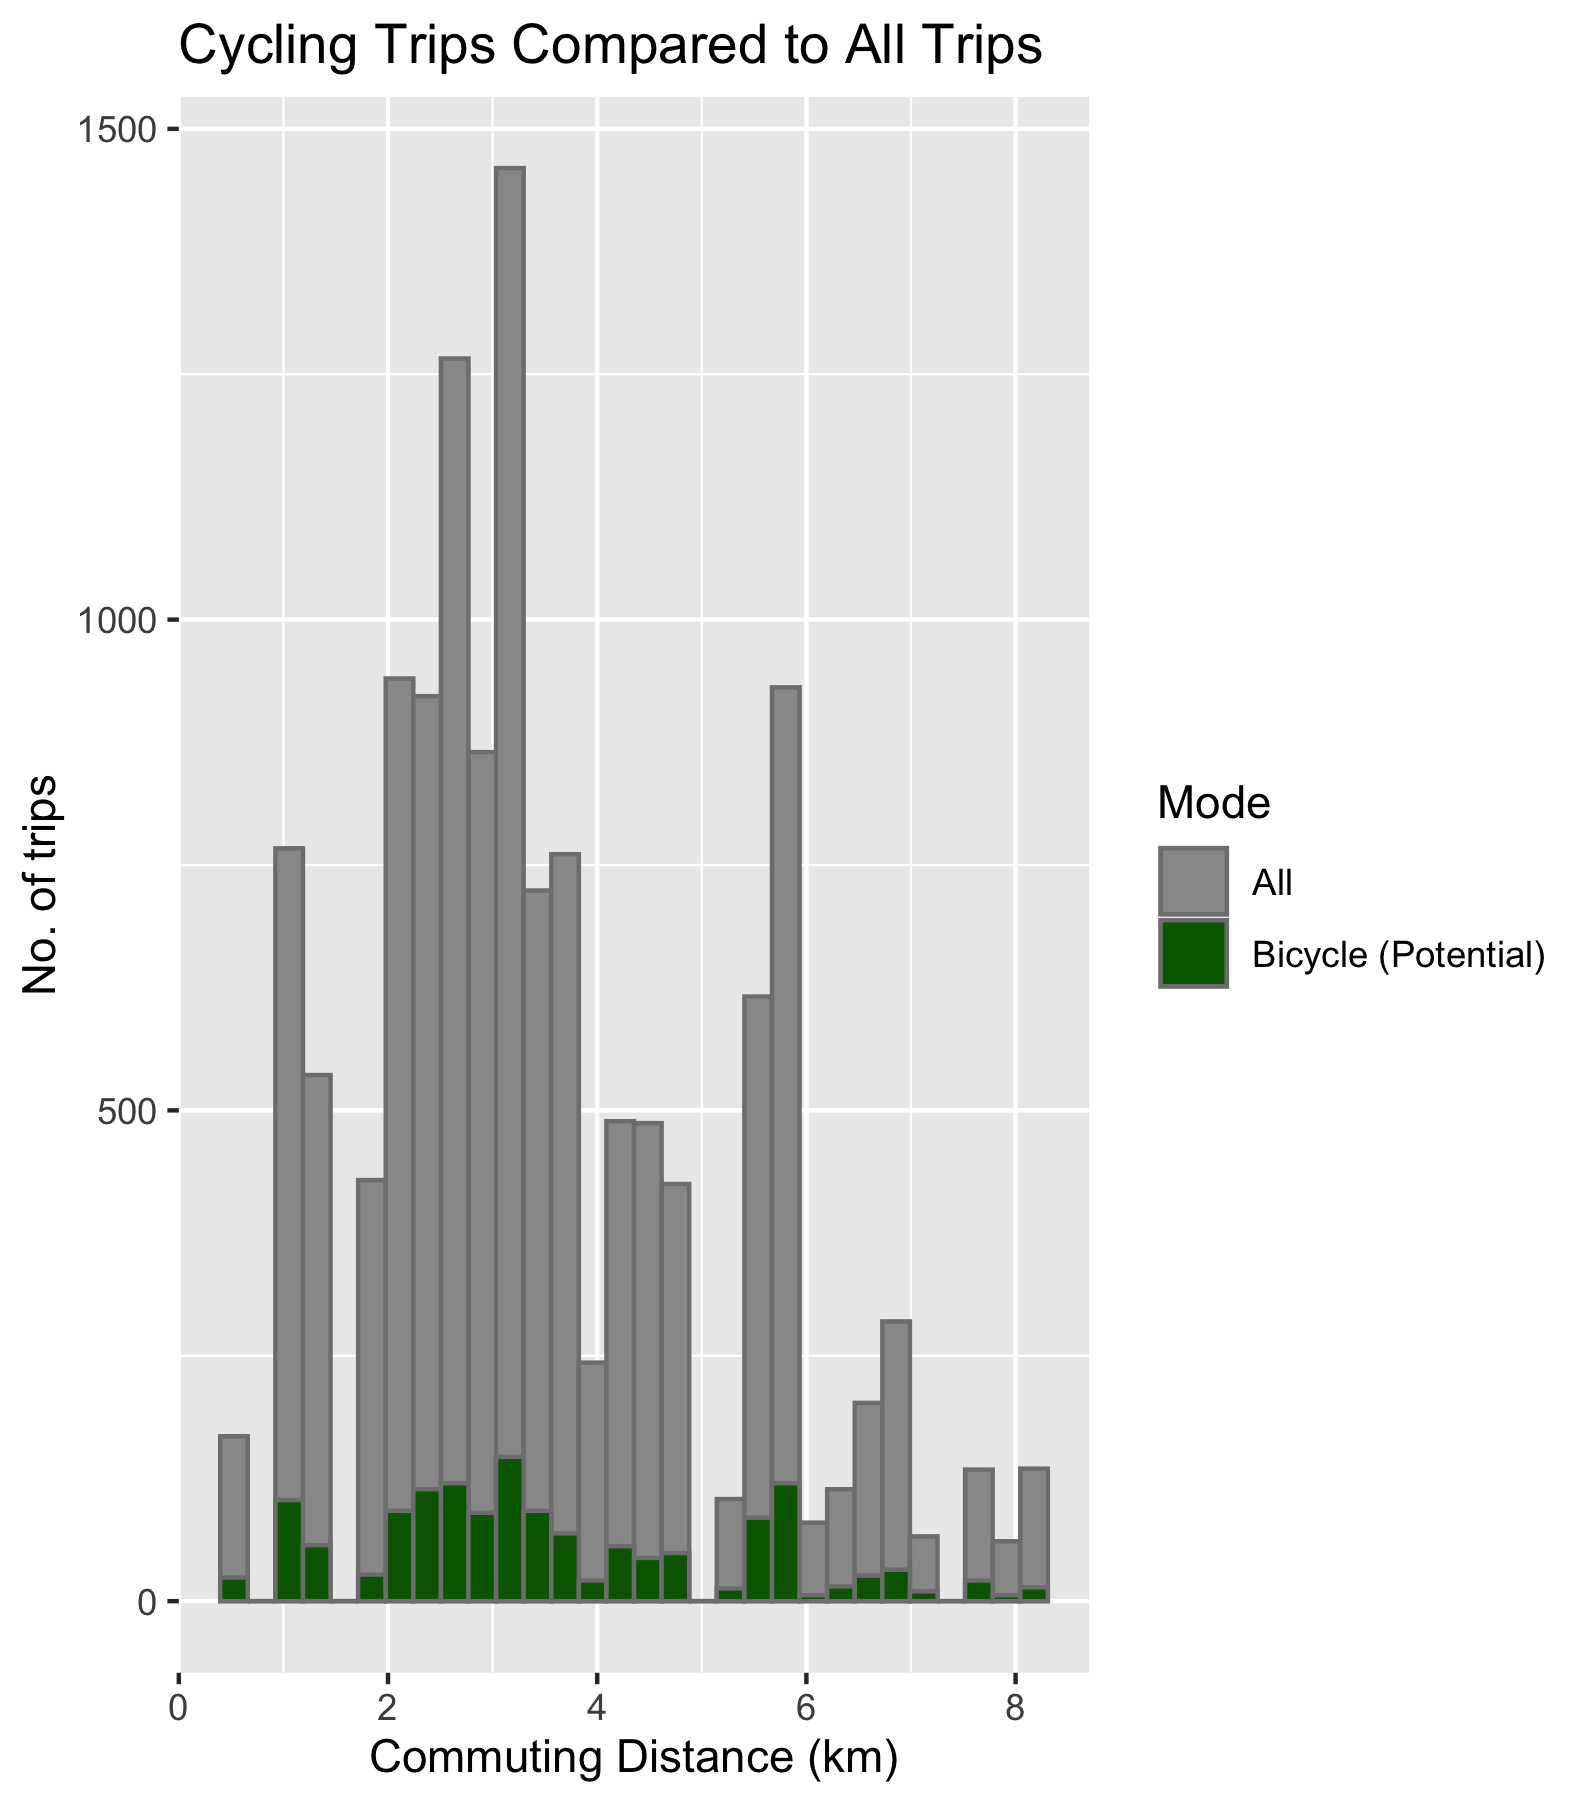 Cycling Trips Compared to All Trips
1500
1000
500
0
No. of trips
0 2 4 6 8
Commuting Distance (km)
Mode
All
Bicycle (Potential)